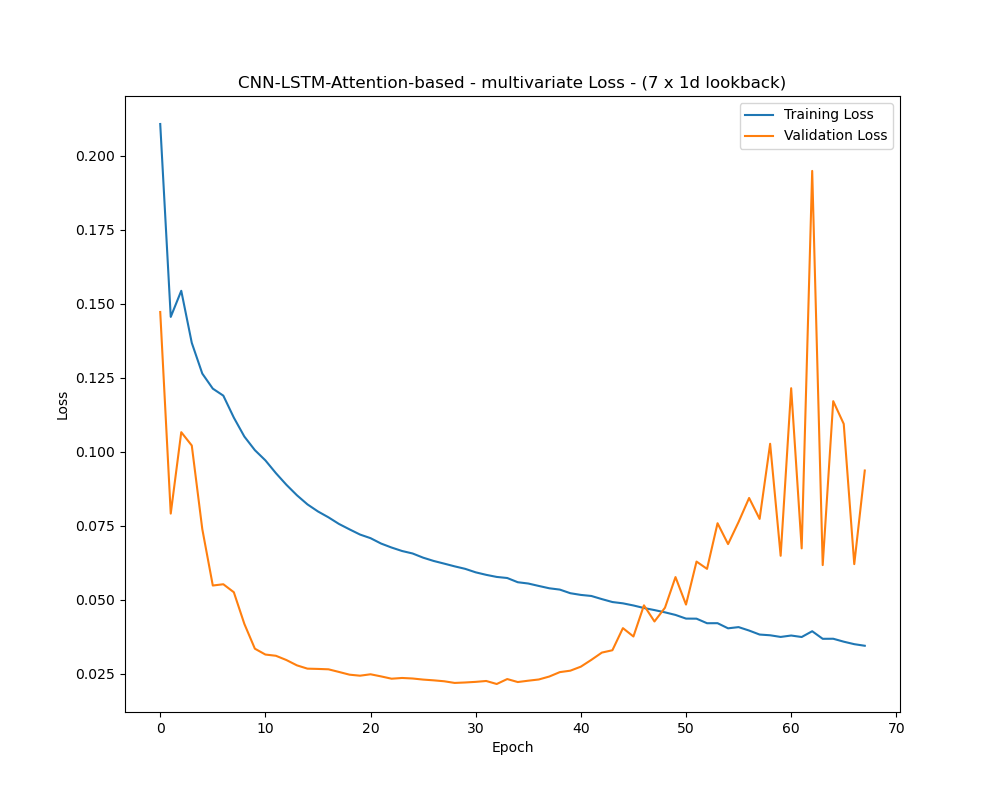 CNN-LSTM-Attention-based - multivariate Loss - (7 x 1d lookback)
Training Loss
Validation Loss
0.200
0.175
0.150
0.125
0.100
0.075
0.050
0.025
Loss
0 10 20 30 40 50 60 70
Epoch